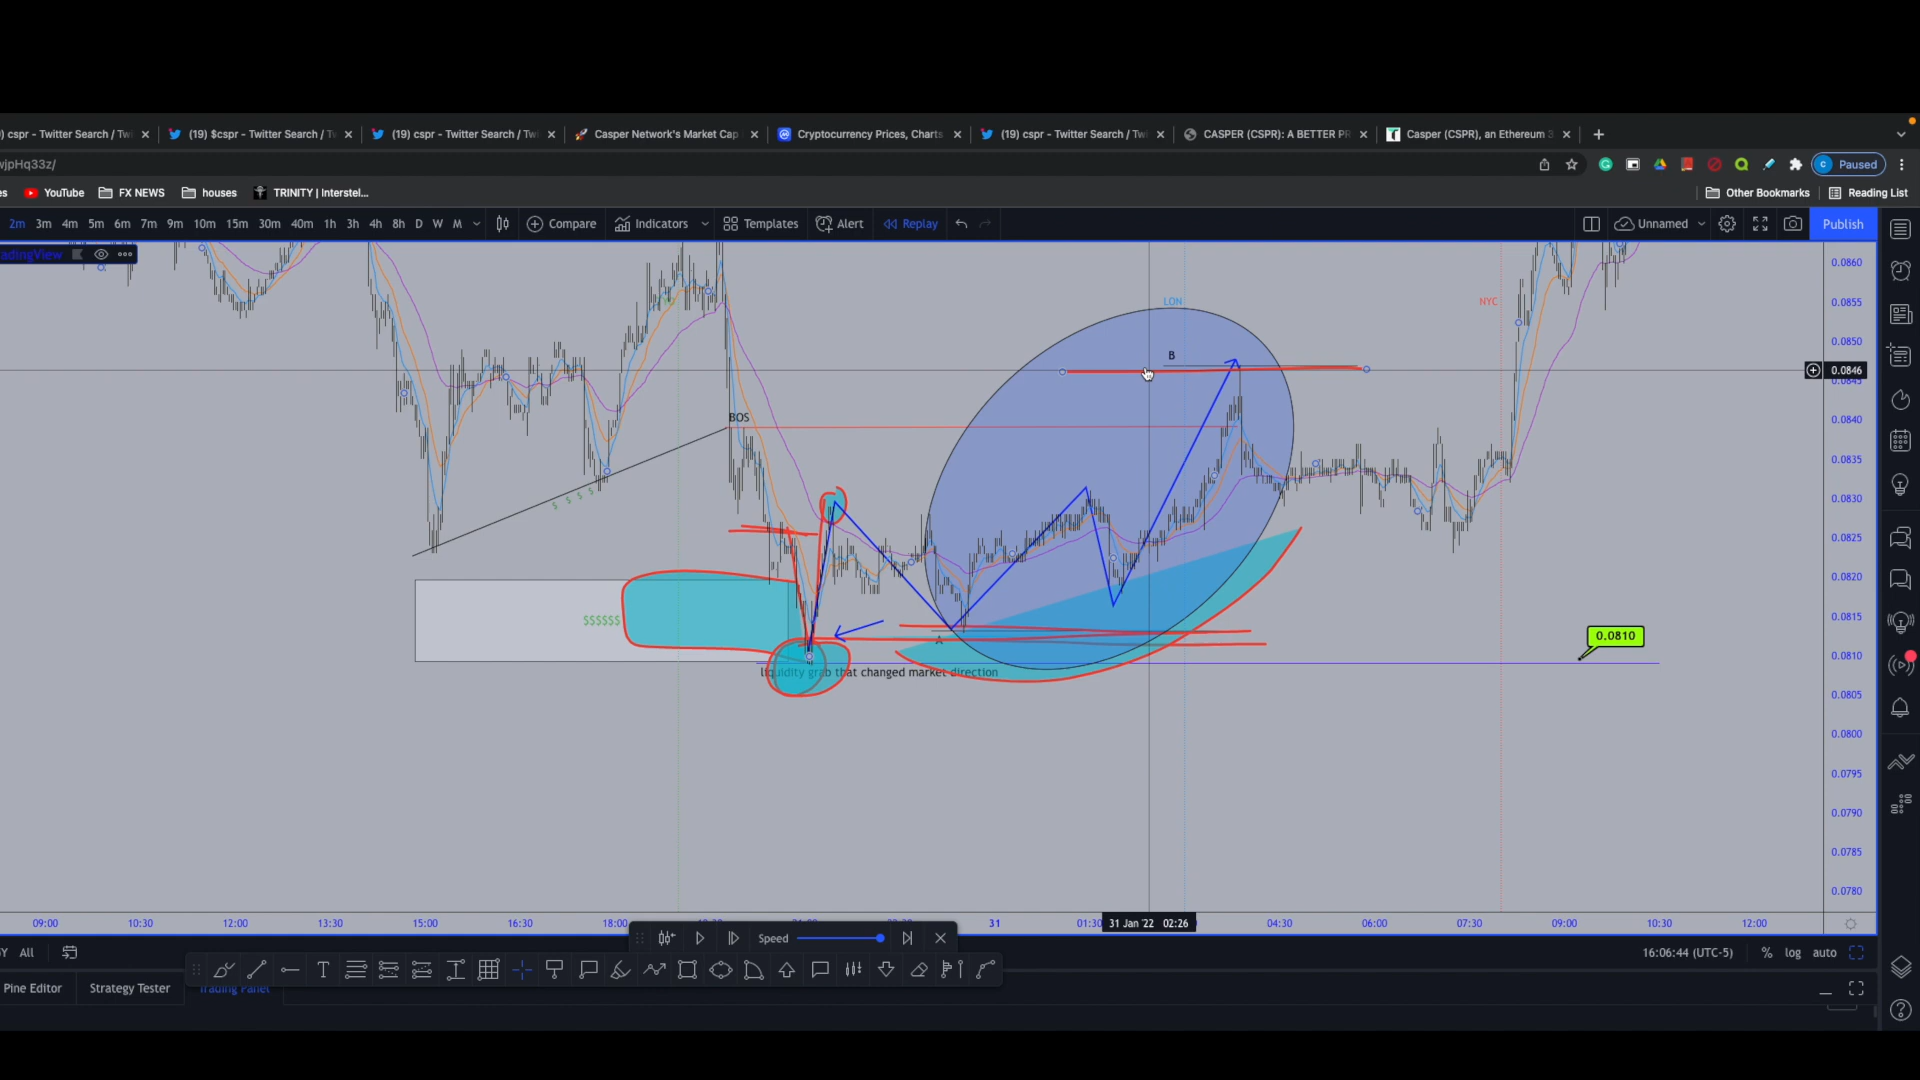 ) cspr - Twitter Search / Tw
(19) $cspr - Twitter Search / T
(19) cspr - Twitter Search / Tw
Casper Network's Market Cap
Cryptocurrency Prices, Charts
(19) cspr - Twitter Search / Tw
CASPER (CSPR): A BETTER PR
Casper (CSPR), an Ethereum 3
wjpHq33z/
Paused
es
YouTube
FX NEWS
houses
TRINITY | Interstel...
Other Bookmarks
Reading List
2m 3m 4m 5m 6m 7m 9m 10m 15m 30m 40m 1h 3h 4h 8h D W M
Compare
Indicators
Templates
Alert
Replay
Unnamed
Publish
adingView
LON
NYC
B
BOS
$ $ $ $
$$$$$$
A
liquidity grab that changed market direction
0.0810
0.0860
0.0855
0.0850
0.0846
0.0845
0.0840
0.0835
0.0830
0.0825
0.0820
0.0815
0.0810
0.0805
0.0800
0.0795
0.0790
0.0785
0.0780
09:00 10:30 12:00 13:30 15:00 16:30 18:00 31 01:30 31 Jan '22 02:26 04:30 06:00 07:30 09:00 10:30 12:00
Speed
Y All
16:06:44 (UTC-5) % log auto
Pine Editor
Strategy Tester
Trading Panel